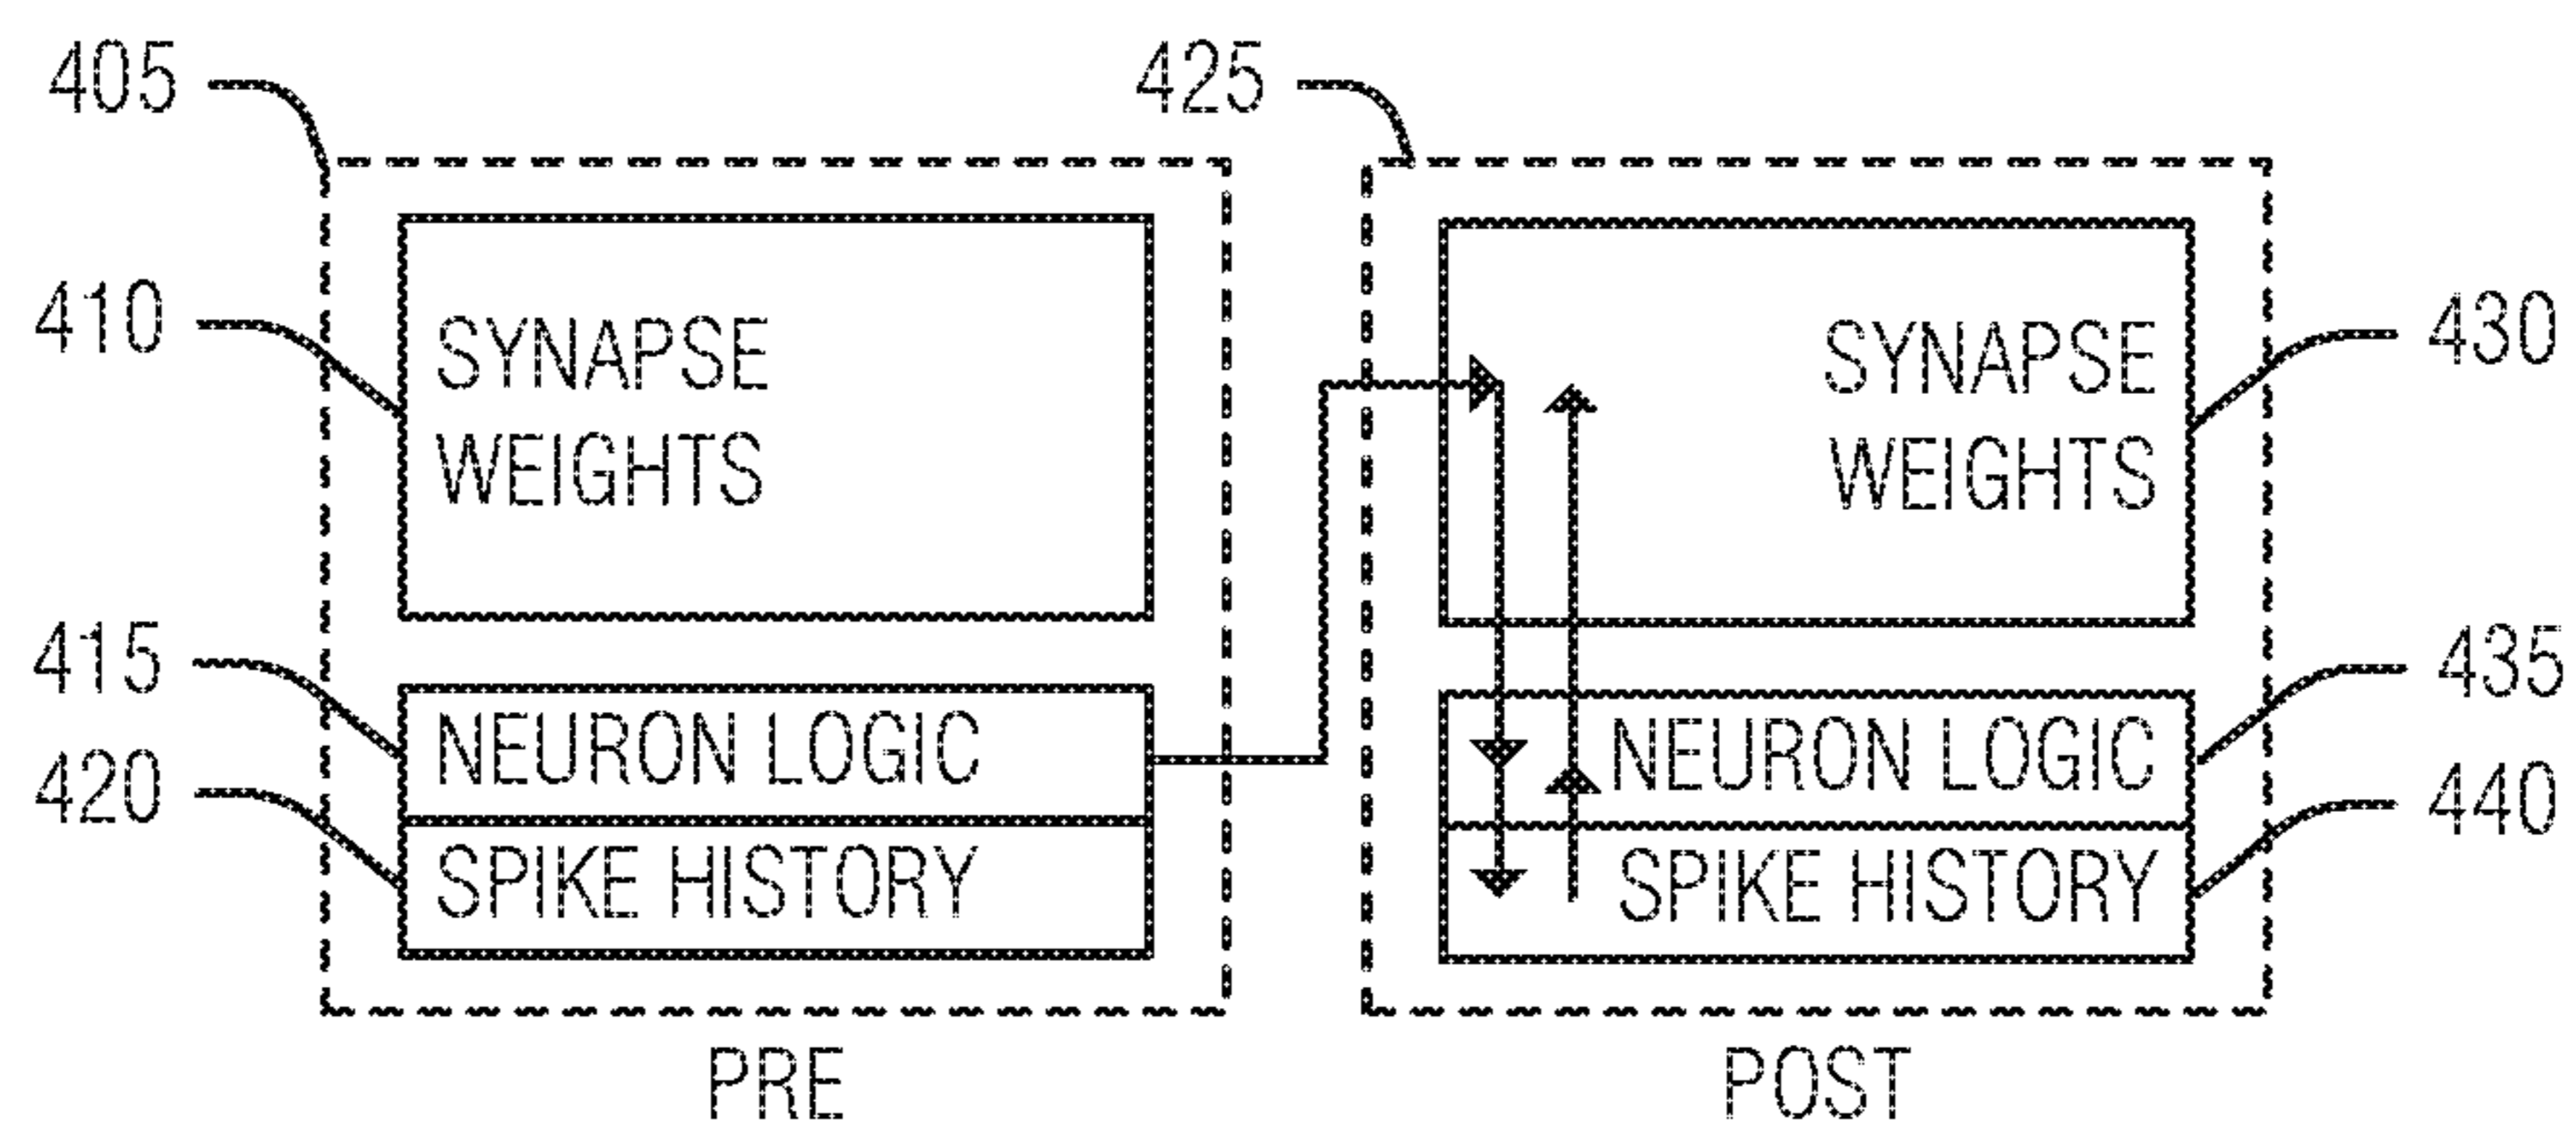 405
425
410
SYNAPSE
WEIGHTS
SYNAPSE
WEIGHTS
430
415
NEURON LOGIC
NEURON LOGIC
435
420
SPIKE HISTORY
SPIKE HISTORY
440
PRE
POST